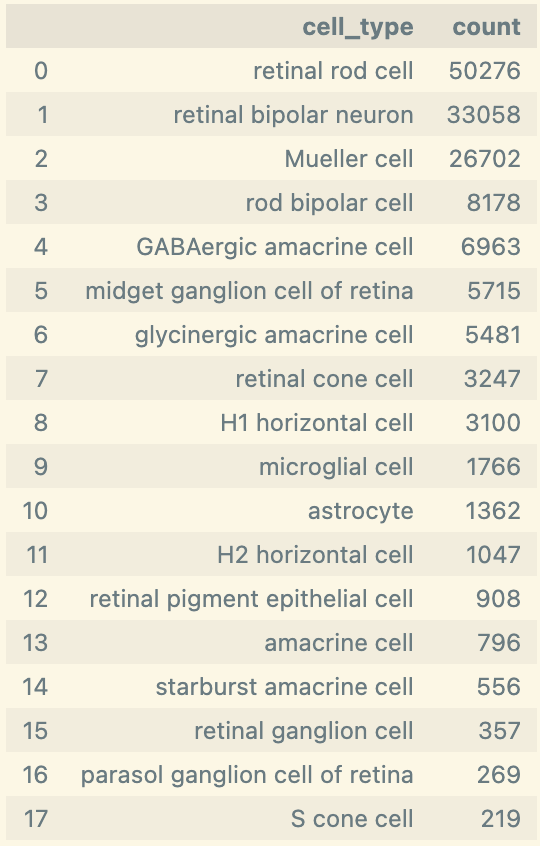 cell_type count
0 retinal rod cell 50276
1 retinal bipolar neuron 33058
2 Mueller cell 26702
3 rod bipolar cell 8178
4 GABAergic amacrine cell 6963
5 midget ganglion cell of retina 5715
6 glycinergic amacrine cell 5481
7 retinal cone cell 3247
8 H1 horizontal cell 3100
9 microglial cell 1766
10 astrocyte 1362
11 H2 horizontal cell 1047
12 retinal pigment epithelial cell 908
13 amacrine cell 796
14 starburst amacrine cell 556
15 retinal ganglion cell 357
16 parasol ganglion cell of retina 269
17 S cone cell 219